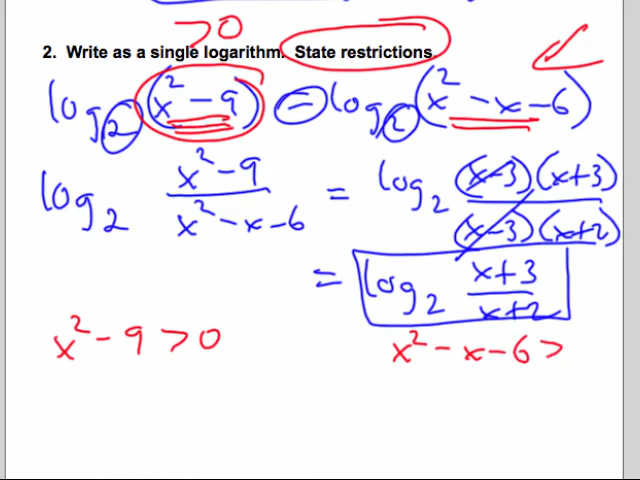 >0
2. Write as a single logarithm. State restrictions.
log₂(x² − 9) − log₂(x² − x − 6)
log₂ (x² − 9)/(x² − x − 6) = log₂ (x−3)(x+3)/(x−3)(x+2)
= log₂ (x+3)/(x+2)
x² − 9 > 0 x² − x − 6 >